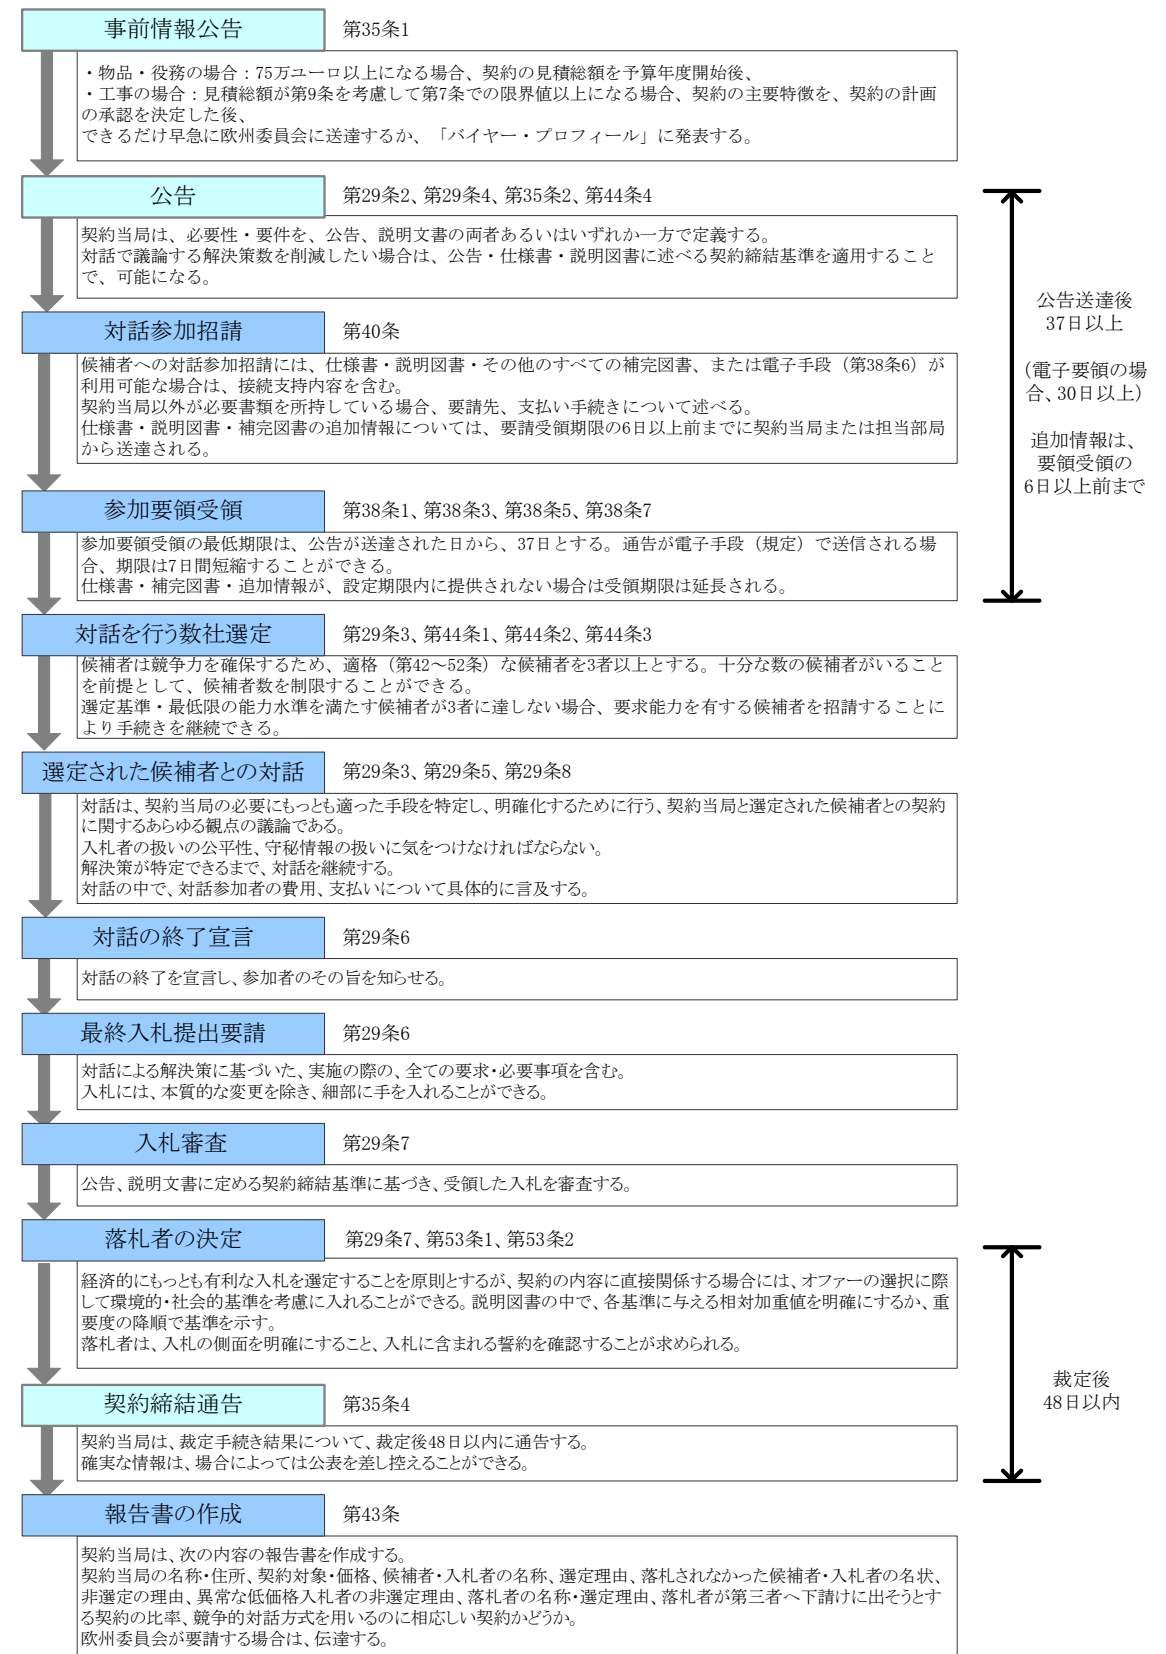 事前情報公告
第35条1
・物品・役務の場合：75万ユーロ以上になる場合、契約の見積総額を予算年度開始後、
・工事の場合：見積総額が第9条を考慮して第7条での限界値以上になる場合、契約の主要特徴を、契約の計画
の承認を決定した後、
できるだけ早急に欧州委員会に送達するか、「バイヤー・プロフィール」に発表する。
公告
第29条2、第29条4、第35条2、第44条4
契約当局は、必要性・要件を、公告、説明文書の両者あるいはいずれか一方で定義する。
対話で議論する解決策数を削減したい場合は、公告・仕様書・説明図書に述べる契約締結基準を適用すること
で、可能になる。
対話参加招請
第40条
候補者への対話参加招請には、仕様書・説明図書・その他のすべての補完図書、または電子手段（第38条6）が
利用可能な場合は、接続支持内容を含む。
契約当局以外が必要書類を所持している場合、要請先、支払い手続きについて述べる。
仕様書・説明図書・補完図書の追加情報については、要請受領期限の6日以上前までに契約当局または担当部局
から送達される。
参加要領受領
第38条1、第38条3、第38条5、第38条7
参加要領受領の最低期限は、公告が送達された日から、37日とする。通告が電子手段（規定）で送信される場
合、期限は7日間短縮することができる。
仕様書・補完図書・追加情報が、設定期限内に提供されない場合は受領期限は延長される。
公告送達後
37日以上
（電子要領の場
合、30日以上）
追加情報は、
要領受領の
6日以上前まで
対話を行う数社選定
第29条3、第44条1、第44条2、第44条3
候補者は競争力を確保するため、適格（第42～52条）な候補者を3者以上とする。十分な数の候補者がいること
を前提として、候補者数を制限することができる。
選定基準・最低限の能力水準を満たす候補者が3者に達しない場合、要求能力を有する候補者を招請することに
より手続きを継続できる。
選定された候補者との対話
第29条3、第29条5、第29条8
対話は、契約当局の必要にもっとも適った手段を特定し、明確化するために行う、契約当局と選定された候補者との契約
に関するあらゆる観点の議論である。
入札者の扱いの公平性、守秘情報の扱いに気をつけなければならない。
解決策が特定できるまで、対話を継続する。
対話の中で、対話参加者の費用、支払いについて具体的に言及する。
対話の終了宣言
第29条6
対話の終了を宣言し、参加者のその旨を知らせる。
最終入札提出要請
第29条6
対話による解決策に基づいた、実施の際の、全ての要求・必要事項を含む。
入札には、本質的な変更を除き、細部に手を入れることができる。
入札審査
第29条7
公告、説明文書に定める契約締結基準に基づき、受領した入札を審査する。
落札者の決定
第29条7、第53条1、第53条2
経済的にもっとも有利な入札を選定することを原則とするが、契約の内容に直接関係する場合には、オファーの選択に際
して環境的・社会的基準を考慮に入れることができる。説明図書の中で、各基準に与える相対加重値を明確にするか、重
要度の降順で基準を示す。
落札者は、入札の側面を明確にすること、入札に含まれる誓約を確認することが求められる。
契約締結通告
第35条4
契約当局は、裁定手続き結果について、裁定後48日以内に通告する。
確実な情報は、場合によっては公表を差し控えることができる。
裁定後
48日以内
報告書の作成
第43条
契約当局は、次の内容の報告書を作成する。
契約当局の名称・住所、契約対象・価格、候補者・入札者の名称、選定理由、落札されなかった候補者・入札者の名状、
非選定の理由、異常な低価格入札者の非選定理由、落札者の名称・選定理由、落札者が第三者へ下請けに出そうとす
る契約の比率、競争的対話方式を用いるのに相応しい契約かどうか。
欧州委員会が要請する場合は、伝達する。